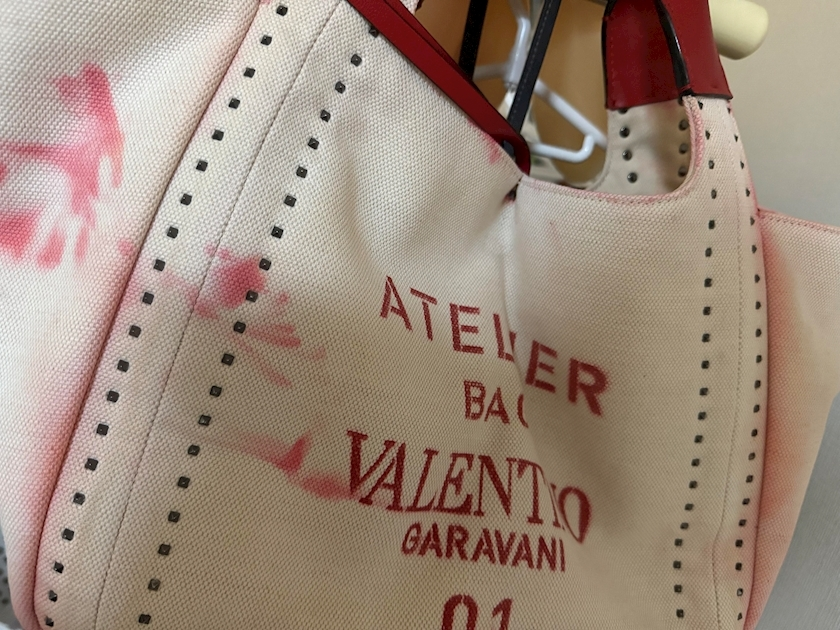 ATELIER
BAG
VALENTINO
GARAVANI
01